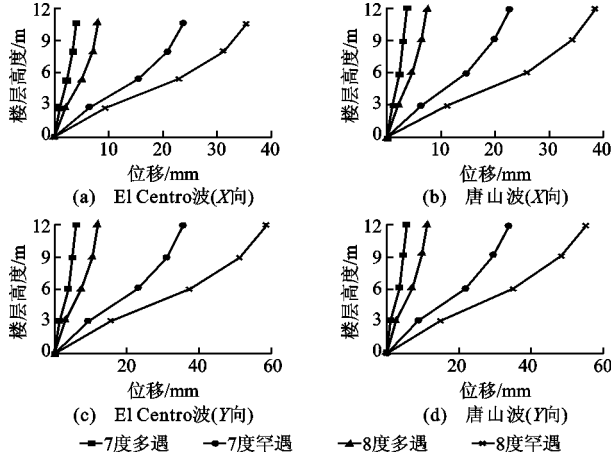 12
9
6
3
0
楼层高度/m
0 10 20 30 40
位移/mm
(a) El Centro波(X向)
12
9
6
3
0
楼层高度/m
0 10 20 30 40
位移/mm
(b) 唐山波(X向)
12
9
6
3
0
楼层高度/m
20 40 60
位移/mm
(c) El Centro波(Y向)
12
9
6
3
0
楼层高度/m
20 40 60
位移/mm
(d) 唐山波(Y向)
7度多遇 7度罕遇 8度多遇 8度罕遇